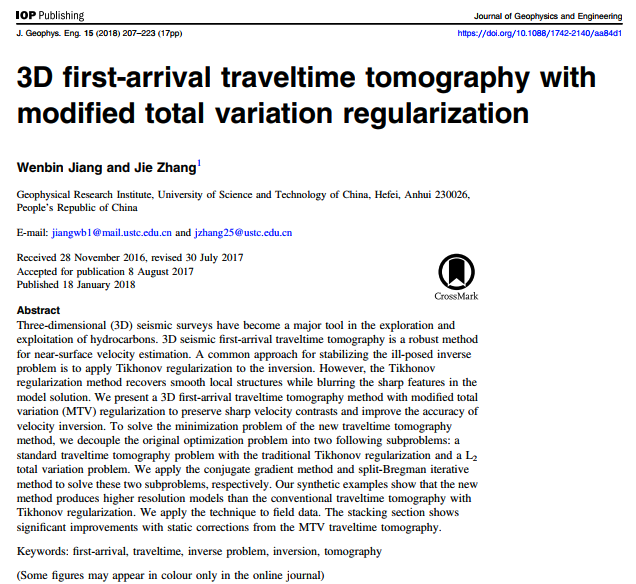 IOP Publishing
Journal of Geophysics and Engineering
J. Geophys. Eng. 15 (2018) 207–223 (17pp)
https://doi.org/10.1088/1742-2140/aa84d1
3D first-arrival traveltime tomography with
modified total variation regularization
Wenbin Jiang and Jie Zhang1
Geophysical Research Institute, University of Science and Technology of China, Hefei, Anhui 230026,
People's Republic of China
E-mail: jiangwb1@mail.ustc.edu.cn and jzhang25@ustc.edu.cn
Received 28 November 2016, revised 30 July 2017
Accepted for publication 8 August 2017
Published 18 January 2018
CrossMark
Abstract
Three-dimensional (3D) seismic surveys have become a major tool in the exploration and
exploitation of hydrocarbons. 3D seismic first-arrival traveltime tomography is a robust method
for near-surface velocity estimation. A common approach for stabilizing the ill-posed inverse
problem is to apply Tikhonov regularization to the inversion. However, the Tikhonov
regularization method recovers smooth local structures while blurring the sharp features in the
model solution. We present a 3D first-arrival traveltime tomography method with modified total
variation (MTV) regularization to preserve sharp velocity contrasts and improve the accuracy of
velocity inversion. To solve the minimization problem of the new traveltime tomography
method, we decouple the original optimization problem into two following subproblems: a
standard traveltime tomography problem with the traditional Tikhonov regularization and a L2
total variation problem. We apply the conjugate gradient method and split-Bregman iterative
method to solve these two subproblems, respectively. Our synthetic examples show that the new
method produces higher resolution models than the conventional traveltime tomography with
Tikhonov regularization. We apply the technique to field data. The stacking section shows
significant improvements with static corrections from the MTV traveltime tomography.
Keywords: first-arrival, traveltime, inverse problem, inversion, tomography
(Some figures may appear in colour only in the online journal)